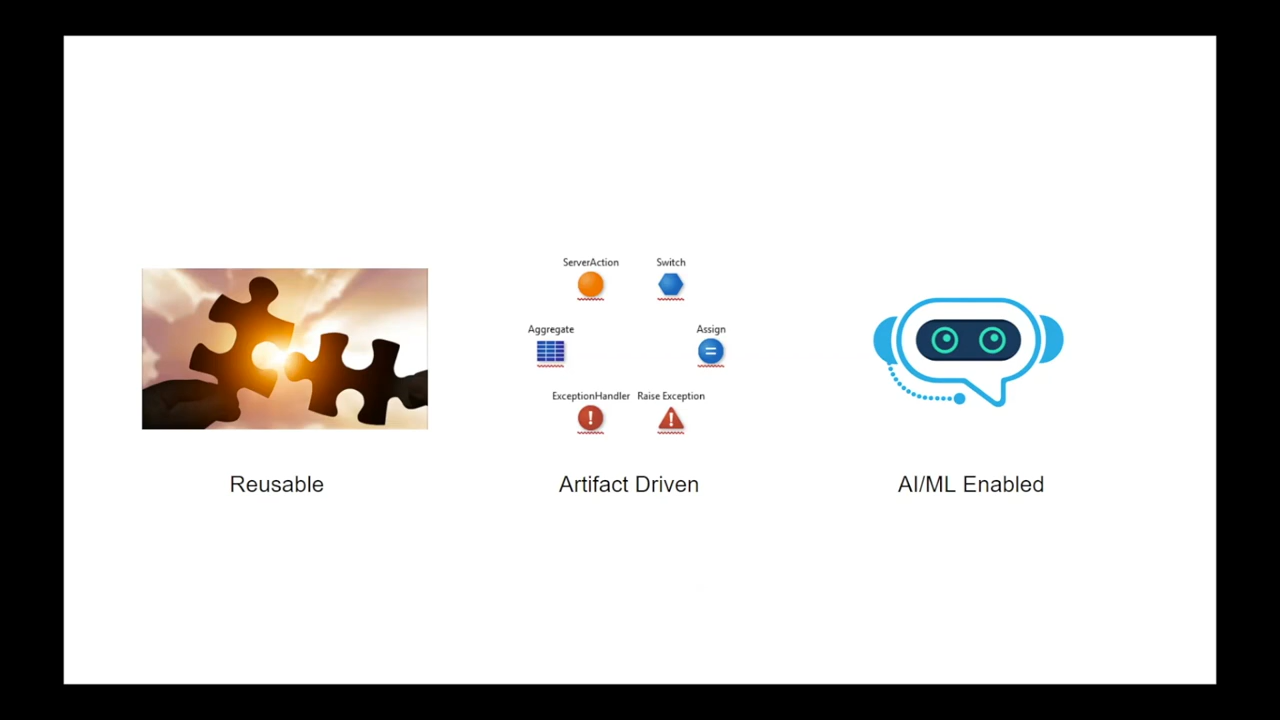 ServerAction
Switch
Aggregate
Assign
ExceptionHandler
Raise Exception
Reusable
Artifact Driven
AI/ML Enabled